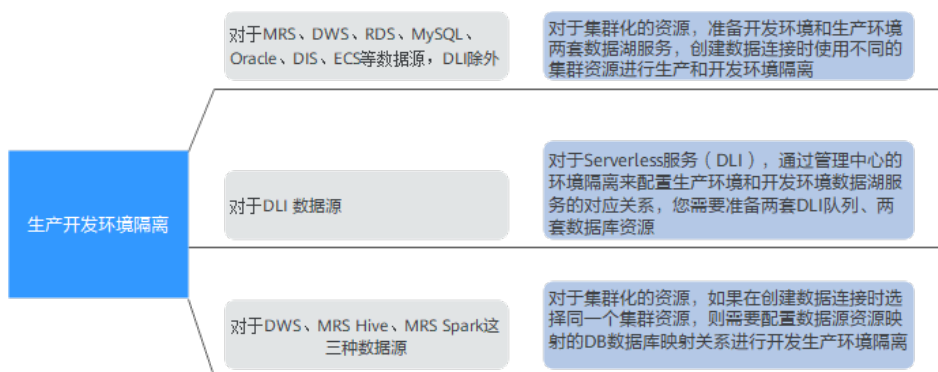 对于MRS、DWS、RDS、MySQL、
Oracle、DIS、ECS等数据源，DLI除外
对于集群化的资源，准备开发环境和生产环境
两套数据湖服务，创建数据连接时使用不同的
集群资源进行生产和开发环境隔离
生产开发环境隔离
对于DLI 数据源
对于Serverless服务（DLI），通过管理中心的
环境隔离来配置生产环境和开发环境数据湖服
务的对应关系，您需要准备两套DLI队列、两
套数据库资源
对于DWS、MRS Hive、MRS Spark这
三种数据源
对于集群化的资源，如果在创建数据连接时选
择同一个集群资源，则需要配置数据源资源映
射的DB数据库映射关系进行开发生产环境隔离